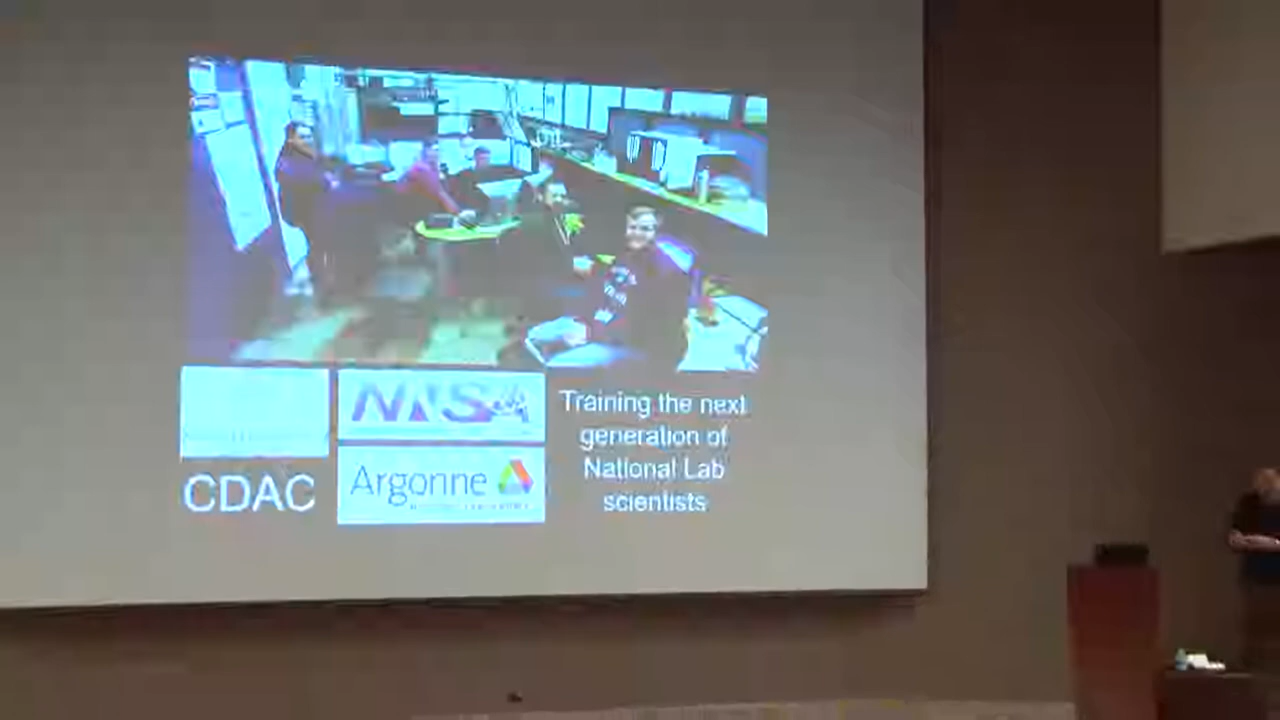 CDAC
NNSA
Argonne
Training the next
generation of
National Lab
scientists